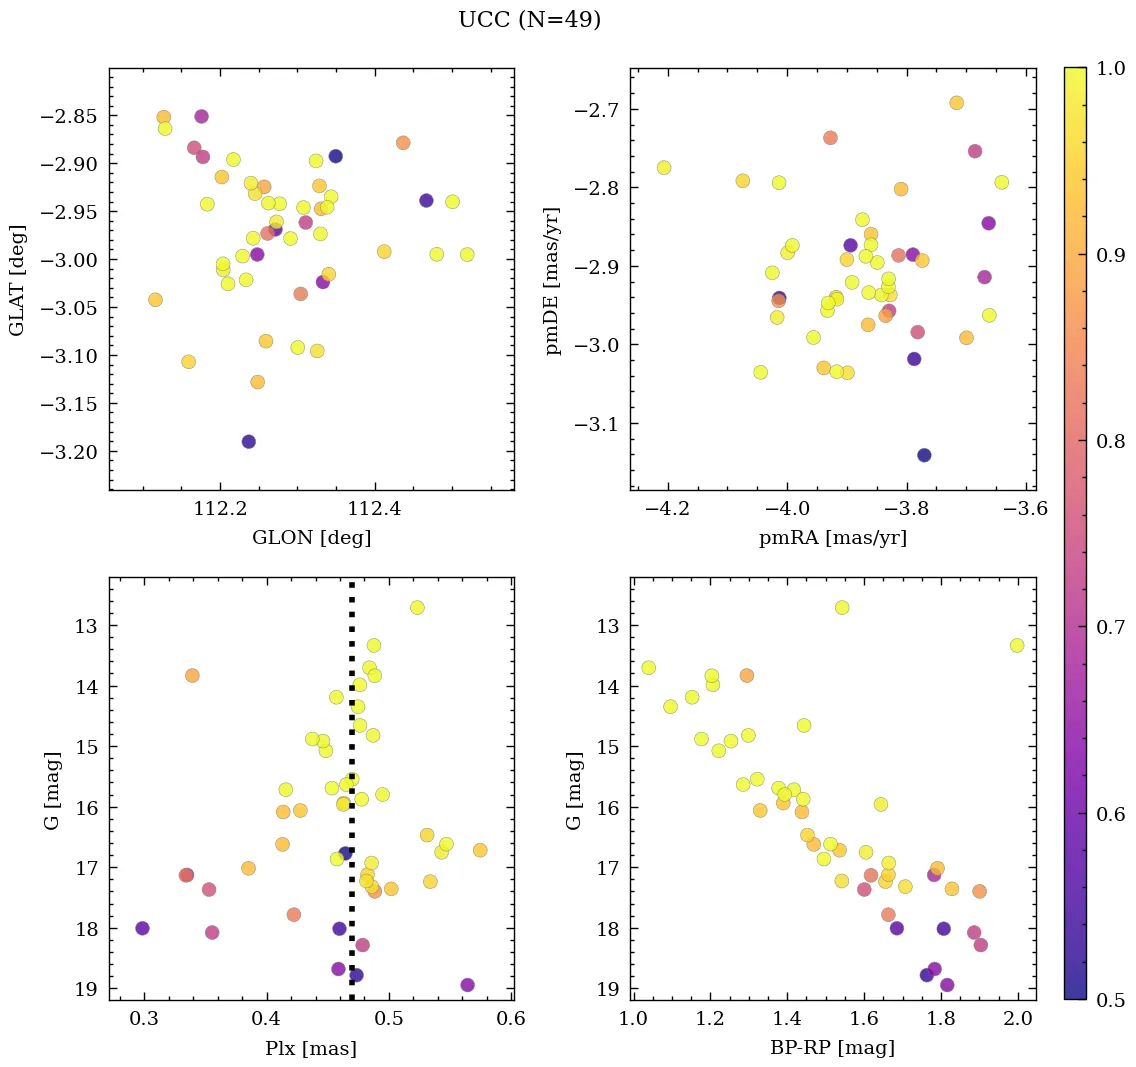 UCC (N=49)
−2.85
−2.90
−2.95
−3.00
−3.05
−3.10
−3.15
−3.20
GLAT [deg]
112.2 112.4
GLON [deg]
−2.7
−2.8
−2.9
−3.0
−3.1
pmDE [mas/yr]
−4.2 −4.0 −3.8 −3.6
pmRA [mas/yr]
13
14
15
16
17
18
19
G [mag]
0.3 0.4 0.5 0.6
Plx [mas]
13
14
15
16
17
18
19
G [mag]
1.0 1.2 1.4 1.6 1.8 2.0
BP-RP [mag]
1.0
0.9
0.8
0.7
0.6
0.5